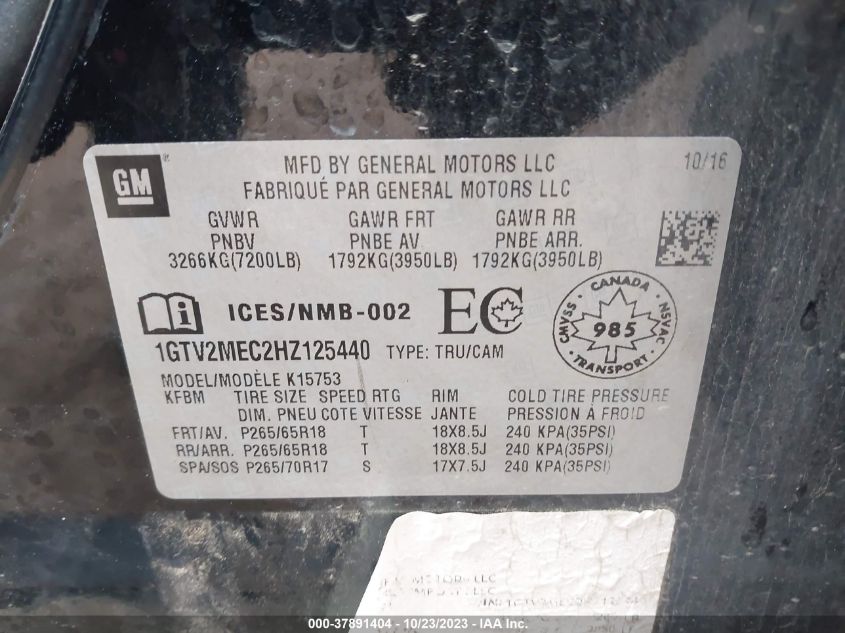 GM
MFD BY GENERAL MOTORS LLC 10/16
FABRIQUÉ PAR GENERAL MOTORS LLC
GVWR GAWR FRT GAWR RR
PNBV PNBE AV. PNBE ARR.
3266KG(7200LB) 1792KG(3950LB) 1792KG(3950LB)
ICES/NMB-002 EC
CANADA CMVSS NSVAC 985 TRANSPORT
1GTV2MEC2HZ125440 TYPE: TRU/CAM
MODEL/MODÈLE K15753
KFBM TIRE SIZE SPEED RTG RIM COLD TIRE PRESSURE
DIM. PNEU COTE VITESSE JANTE PRESSION À FROID
FRT/AV. P265/65R18 T 18X8.5J 240 KPA(35PSI)
RR/ARR. P265/65R18 T 18X8.5J 240 KPA(35PSI)
SPA/SOS P265/70R17 S 17X7.5J 240 KPA(35PSI)
MOTORS LLC
000-37891404 - 10/23/2023 - IAA Inc.